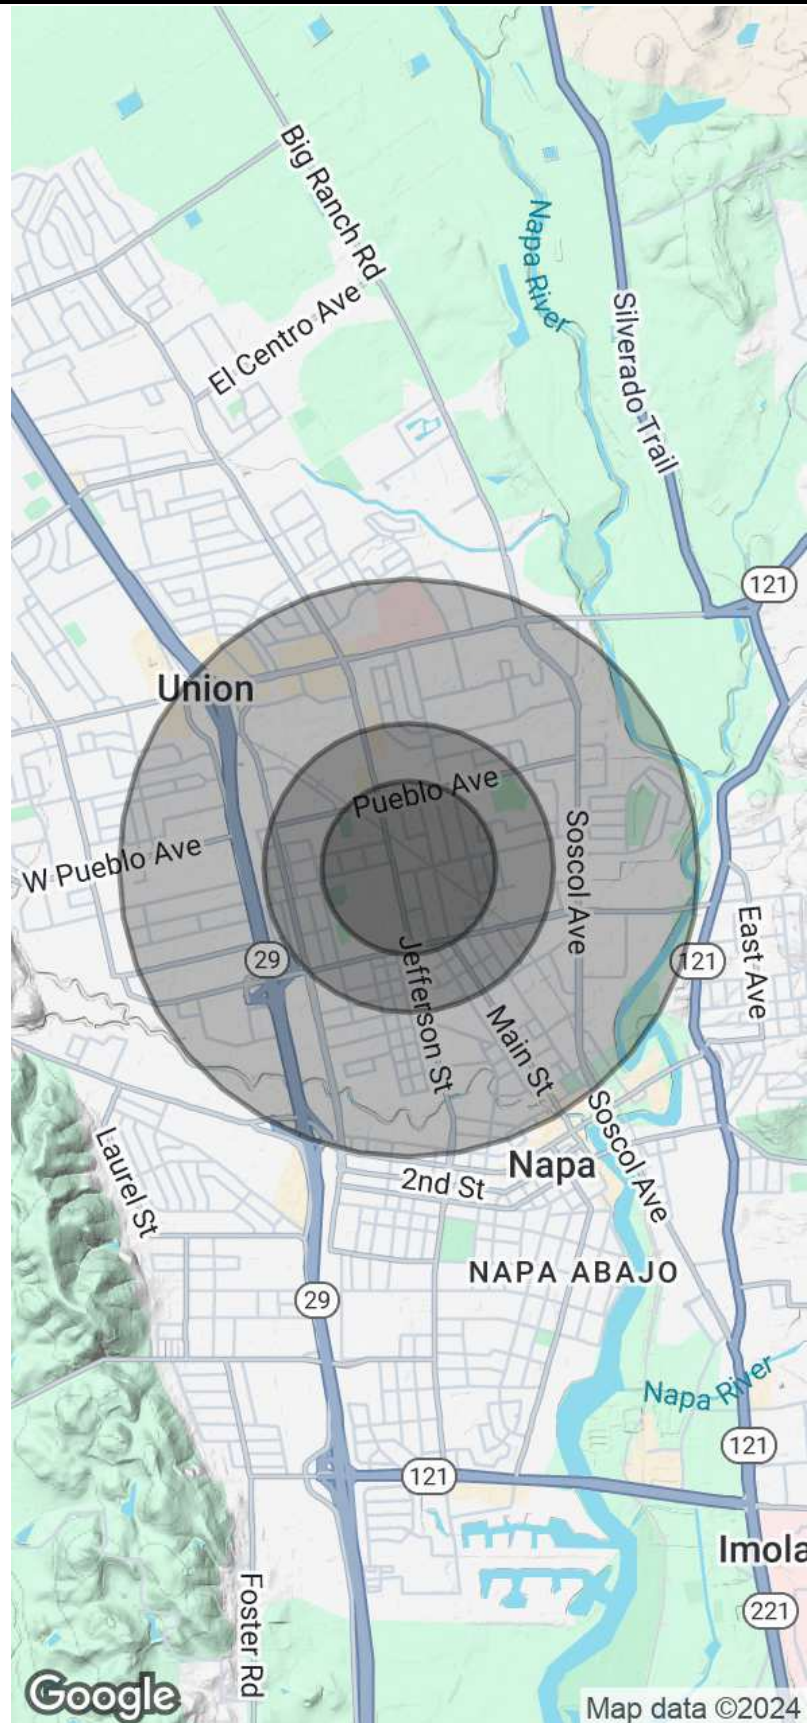 Big Ranch Rd
Napa River
El Centro Ave
Silverado Trail
121
Union
Pueblo Ave
W Pueblo Ave
Soscol Ave
East Ave
29
121
Jefferson St
Main St
Soscol Ave
Laurel St
Napa
2nd St
NAPA ABAJO
29
Napa River
121
121
Imola
221
Foster Rd
Google
Map data ©2024